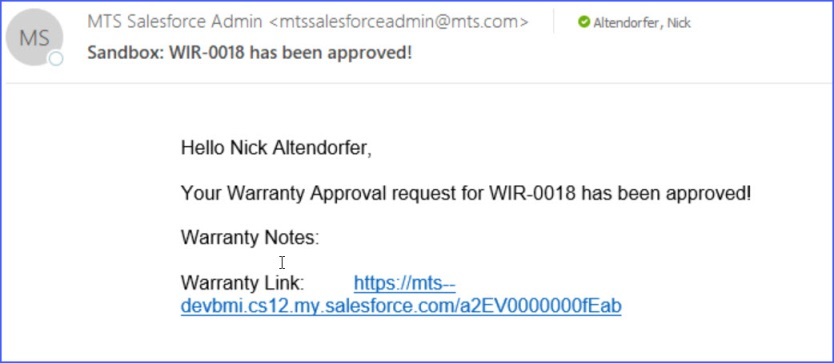 MS
MTS Salesforce Admin <mtssalesforceadmin@mts.com>
Altendorfer, Nick
Sandbox: WIR-0018 has been approved!
Hello Nick Altendorfer,
Your Warranty Approval request for WIR-0018 has been approved!
Warranty Notes:
Warranty Link: https://mts--
devbmi.cs12.my.salesforce.com/a2EV0000000fEab